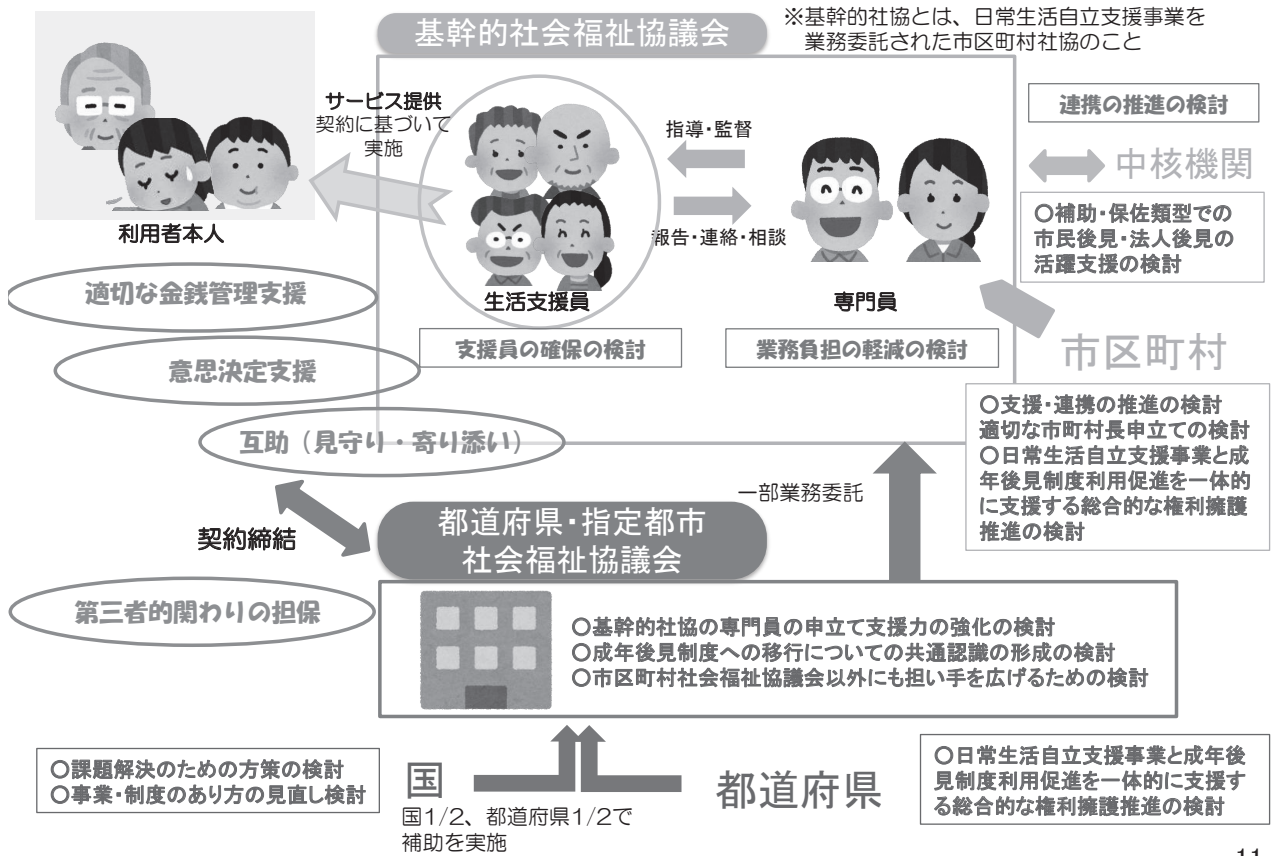 基幹的社会福祉協議会
※基幹的社協とは、日常生活自立支援事業を
業務委託された市区町村社協のこと
サービス提供
契約に基づいて
実施
指導・監督
報告・連絡・相談
利用者本人
生活支援員
専門員
支援員の確保の検討
業務負担の軽減の検討
連携の推進の検討
中核機関
〇補助・保佐類型での
市民後見・法人後見の
活躍支援の検討
市区町村
〇支援・連携の推進の検討
適切な市町村長申立ての検討
〇日常生活自立支援事業と成
年後見制度利用促進を一体的
に支援する総合的な権利擁護
推進の検討
適切な金銭管理支援
意思決定支援
互助（見守り・寄り添い）
契約締結
一部業務委託
都道府県・指定都市
社会福祉協議会
第三者的関わりの担保
〇基幹的社協の専門員の申立て支援力の強化の検討
〇成年後見制度への移行についての共通認識の形成の検討
〇市区町村社会福祉協議会以外にも担い手を広げるための検討
〇課題解決のための方策の検討
〇事業・制度のあり方の見直し検討
国
国1/2、都道府県1/2で
補助を実施
都道府県
〇日常生活自立支援事業と成年後
見制度利用促進を一体的に支援す
る総合的な権利擁護推進の検討
11